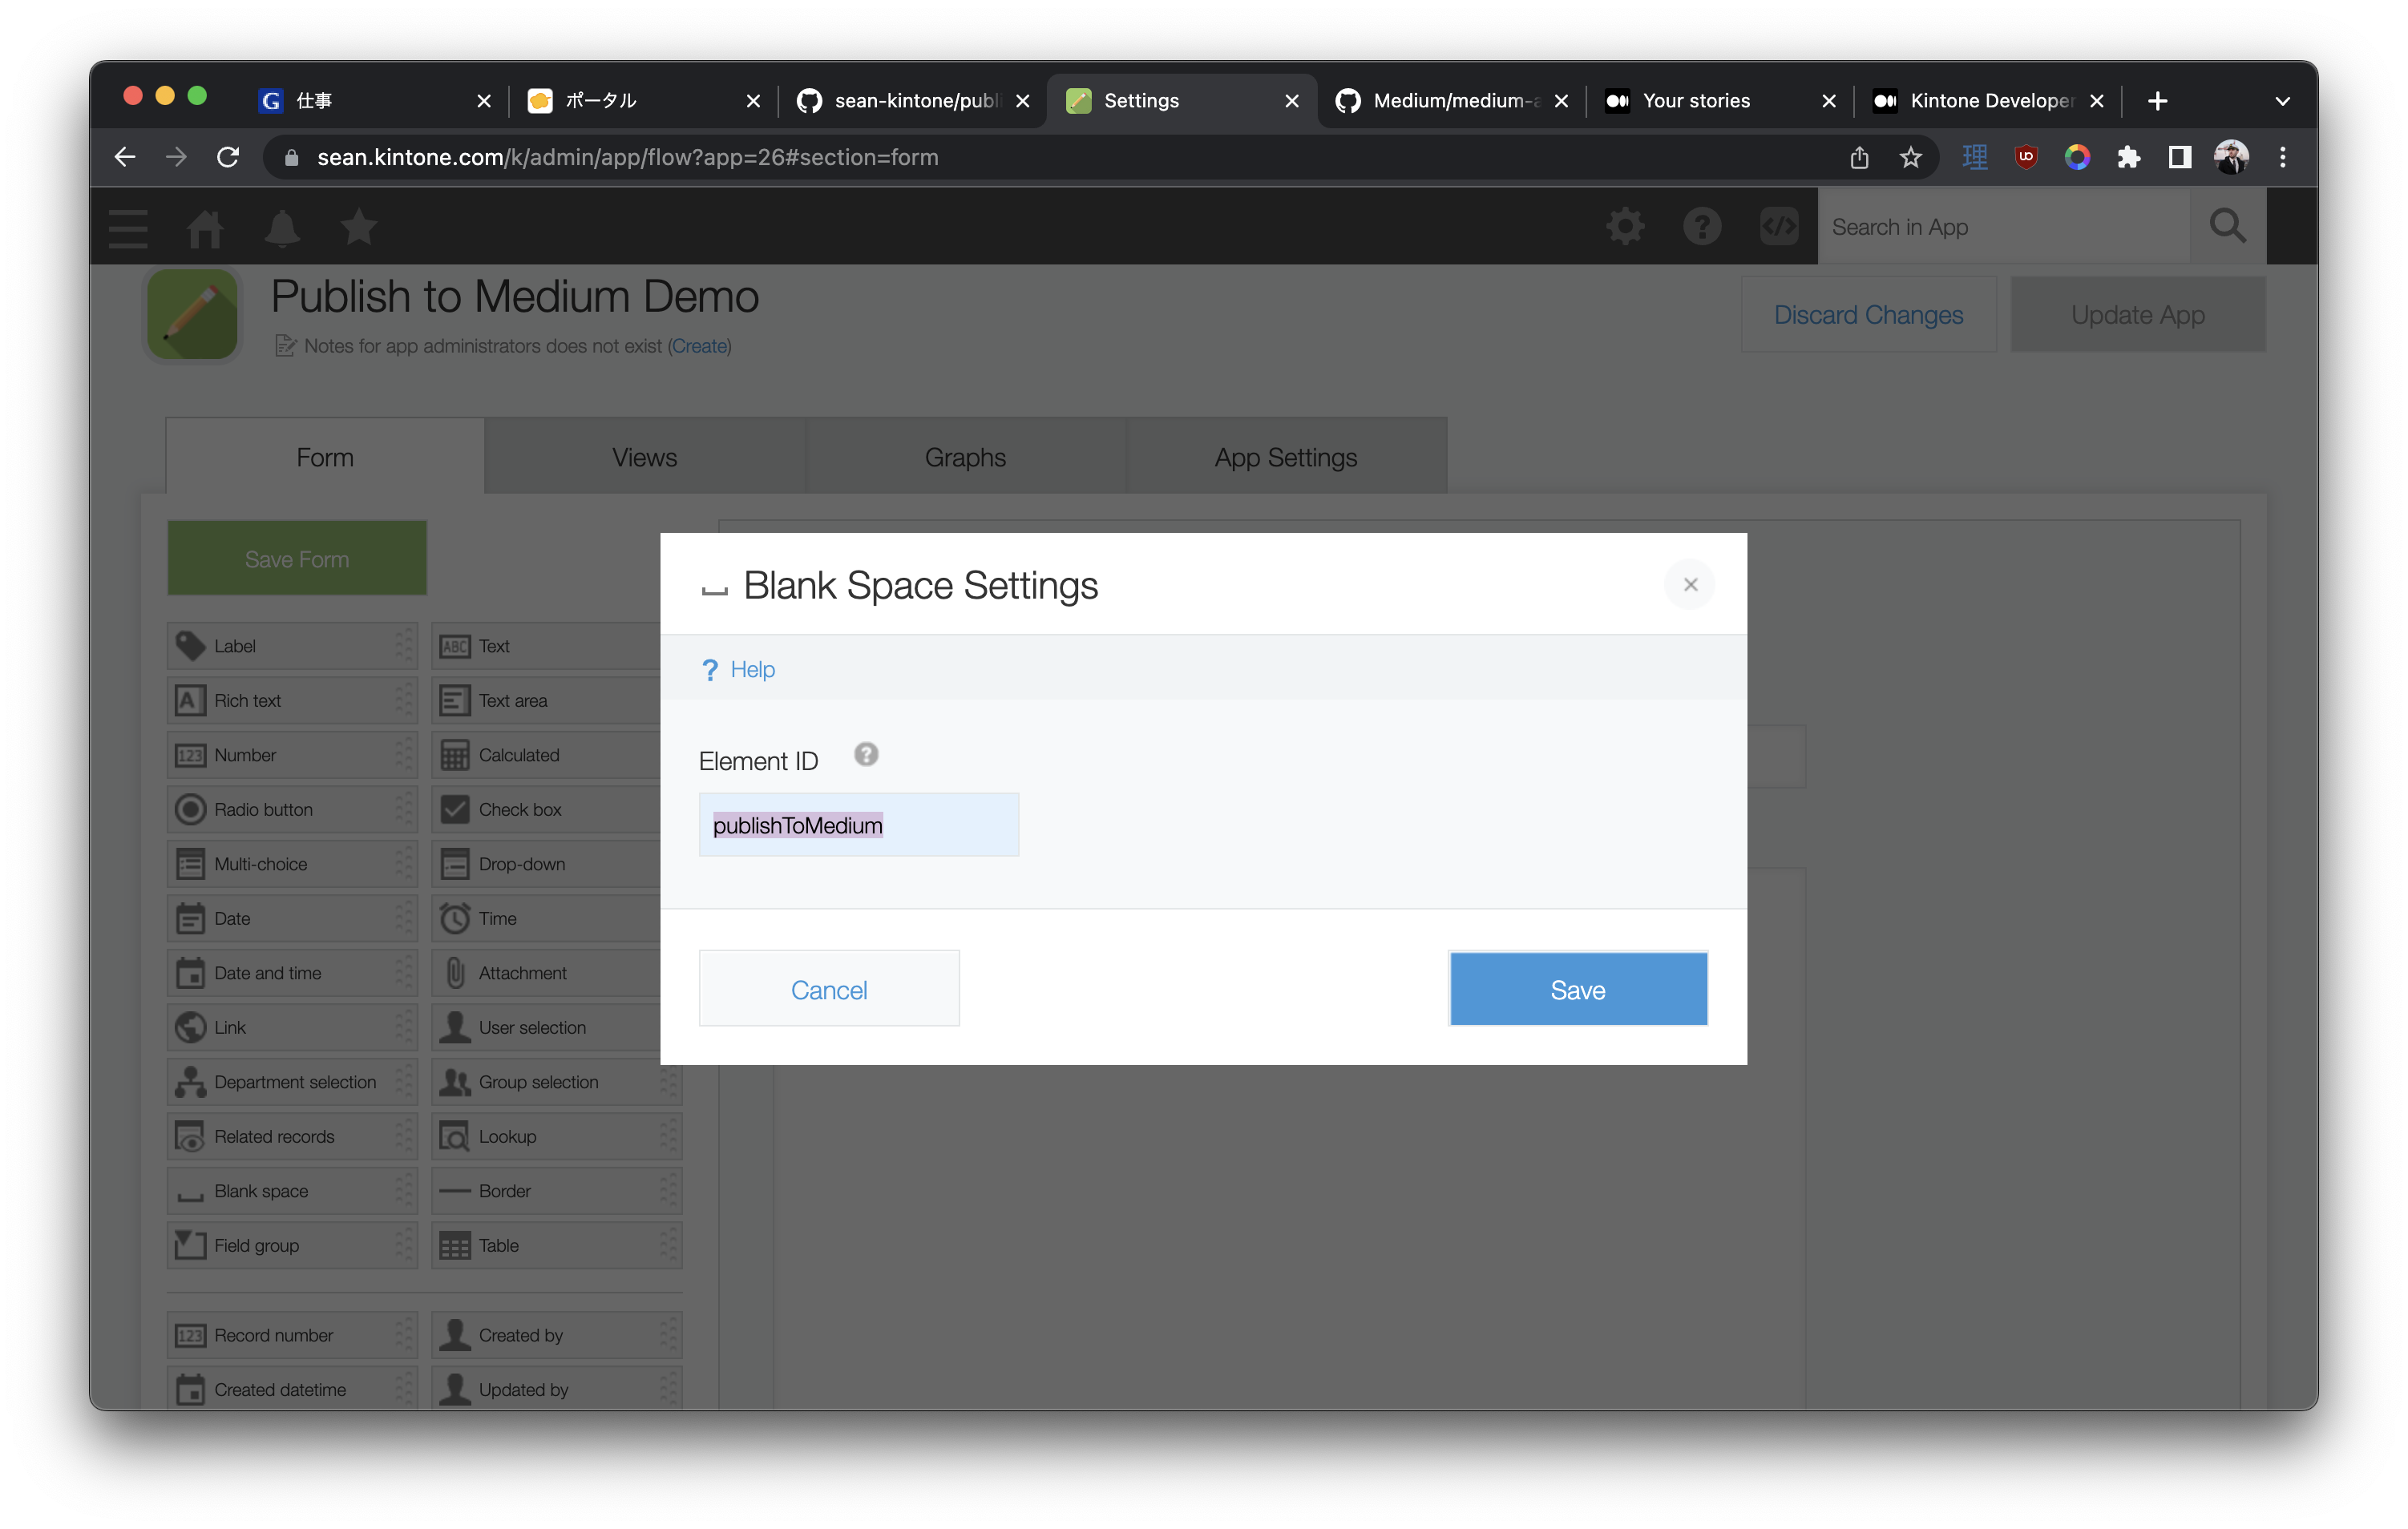 仕事
ポータル
sean-kintone/publi
Settings
Medium/medium-a
Your stories
Kintone Developer
sean.kintone.com/k/admin/app/flow?app=26#section=form
理
Search in App
Publish to Medium Demo
Notes for app administrators does not exist (Create)
Discard Changes
Update App
Form
Views
Graphs
App Settings
Save Form
Blank Space Settings
? Help
Element ID
publishToMedium
Cancel
Save
Label
Text
Rich text
Text area
Number
Calculated
Radio button
Check box
Multi-choice
Drop-down
Date
Time
Date and time
Attachment
Link
User selection
Department selection
Group selection
Related records
Lookup
Blank space
Border
Field group
Table
Record number
Created by
Created datetime
Updated by